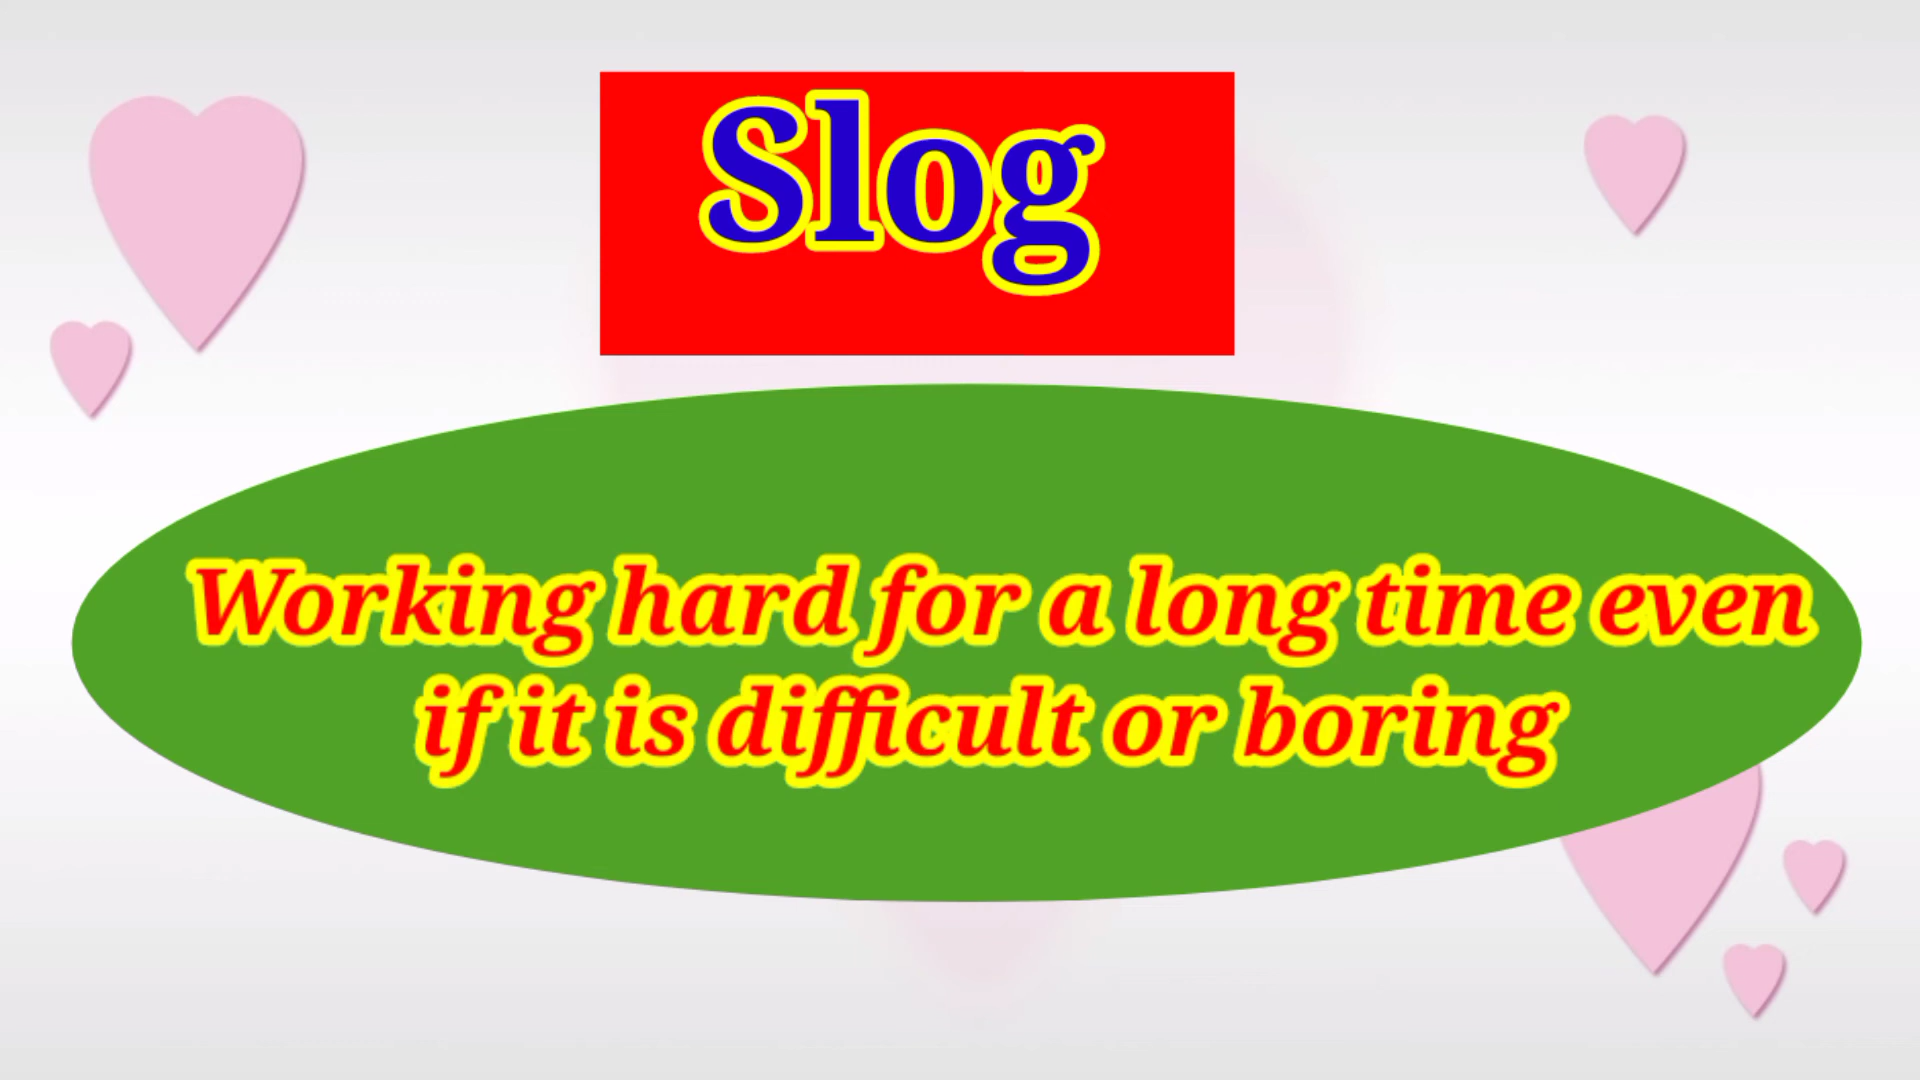 Slog
Working hard for a long time even
if it is difficult or boring